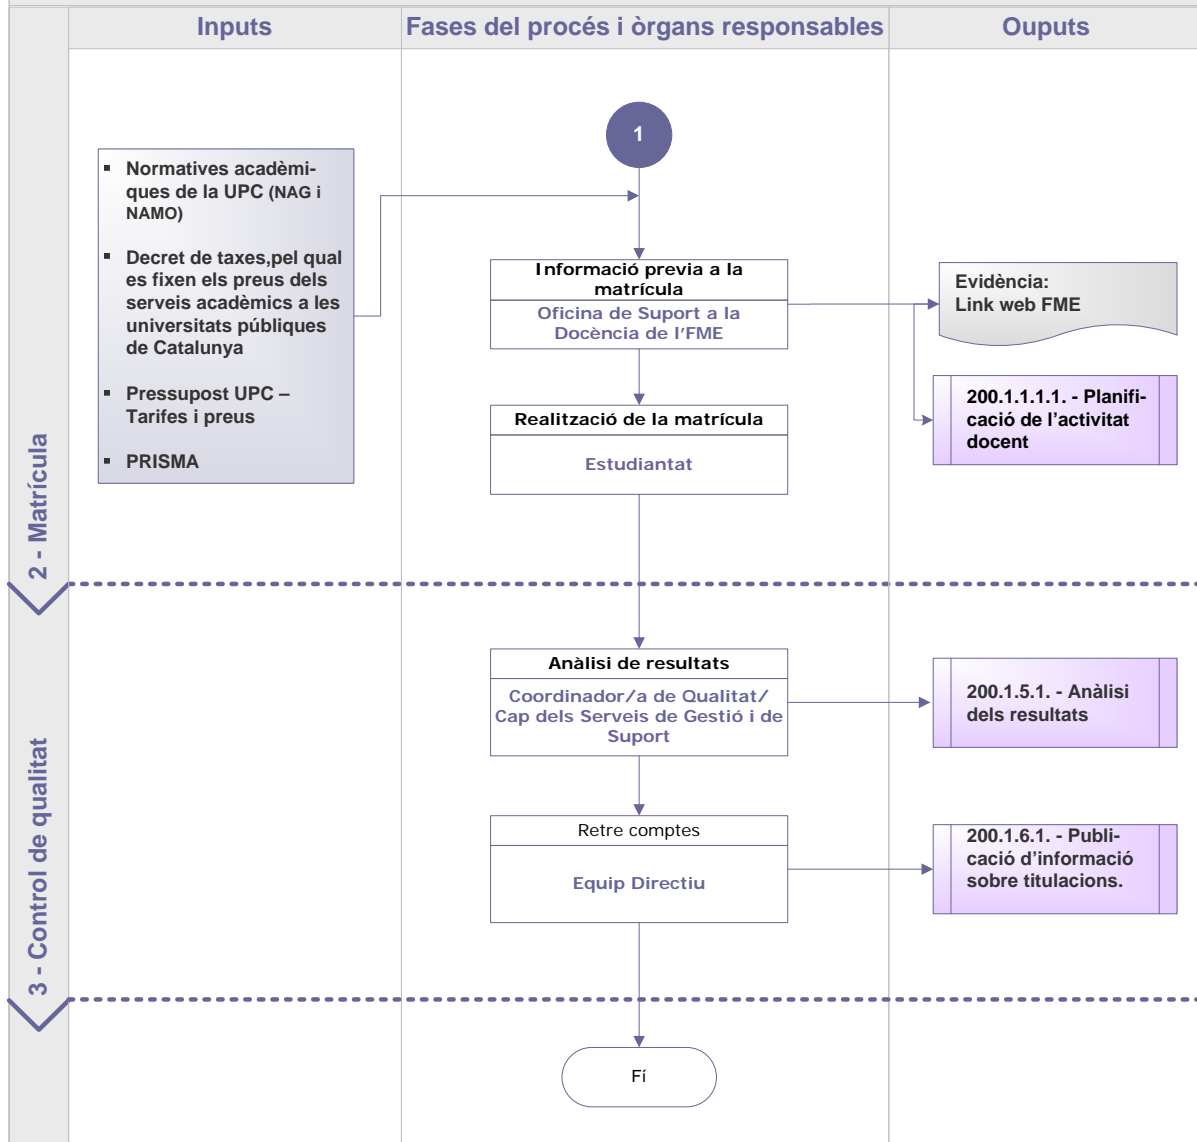 Inputs
Fases del procés i òrgans responsables
Ouputs
2 - Matrícula
1
▪ Normatives acadèmi-
ques de la UPC (NAG i
NAMO)
▪ Decret de taxes,pel qual
es fixen els preus dels
serveis acadèmics a les
universitats públiques
de Catalunya
▪ Pressupost UPC –
Tarifes i preus
▪ PRISMA
Informació previa a la
matrícula
Oficina de Suport a la
Docència de l'FME
Evidència:
Link web FME
200.1.1.1.1. - Planifi-
cació de l'activitat
docent
Realització de la matrícula
Estudiantat
3 - Control de qualitat
Anàlisi de resultats
Coordinador/a de Qualitat/
Cap dels Serveis de Gestió i de
Suport
200.1.5.1. - Anàlisi
dels resultats
Retre comptes
Equip Directiu
200.1.6.1. - Publi-
cació d'informació
sobre titulacions.
Fí